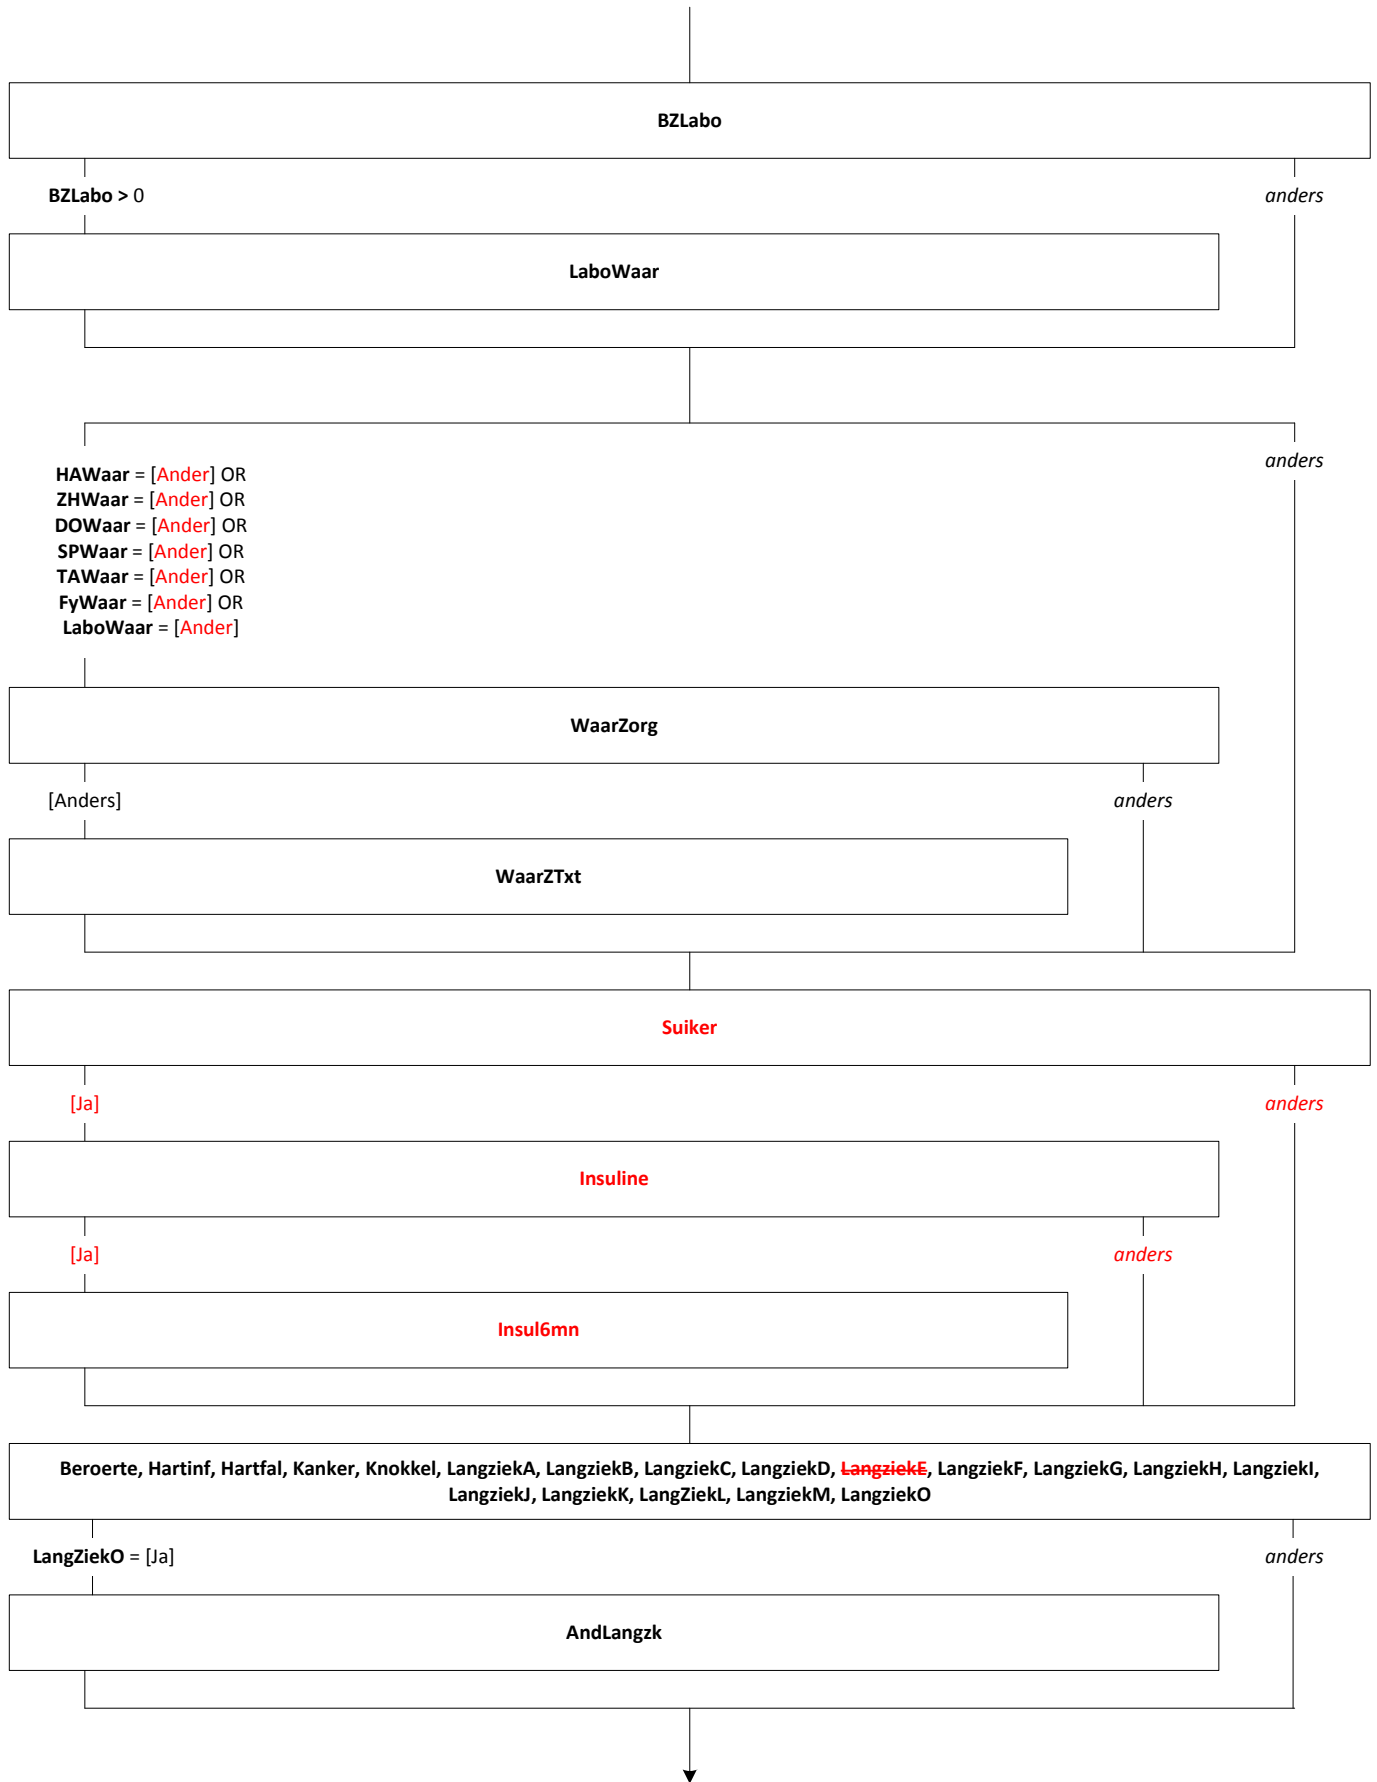 BZLabo
BZLabo > 0
anders
LaboWaar
anders
HAWaar = [Ander] OR
ZHWaar = [Ander] OR
DOWaar = [Ander] OR
SPWaar = [Ander] OR
TAWaar = [Ander] OR
FyWaar = [Ander] OR
LaboWaar = [Ander]
WaarZorg
[Anders]
anders
WaarZTxt
Suiker
[Ja]
anders
Insuline
[Ja]
anders
Insul6mn
Beroerte, Hartinf, Hartfal, Kanker, Knokkel, LangziekA, LangziekB, LangziekC, LangziekD, LangziekE, LangziekF, LangziekG, LangziekH, LangziekI,
LangziekJ, LangziekK, LangZiekL, LangziekM, LangziekO
LangZiekO = [Ja]
anders
AndLangzk